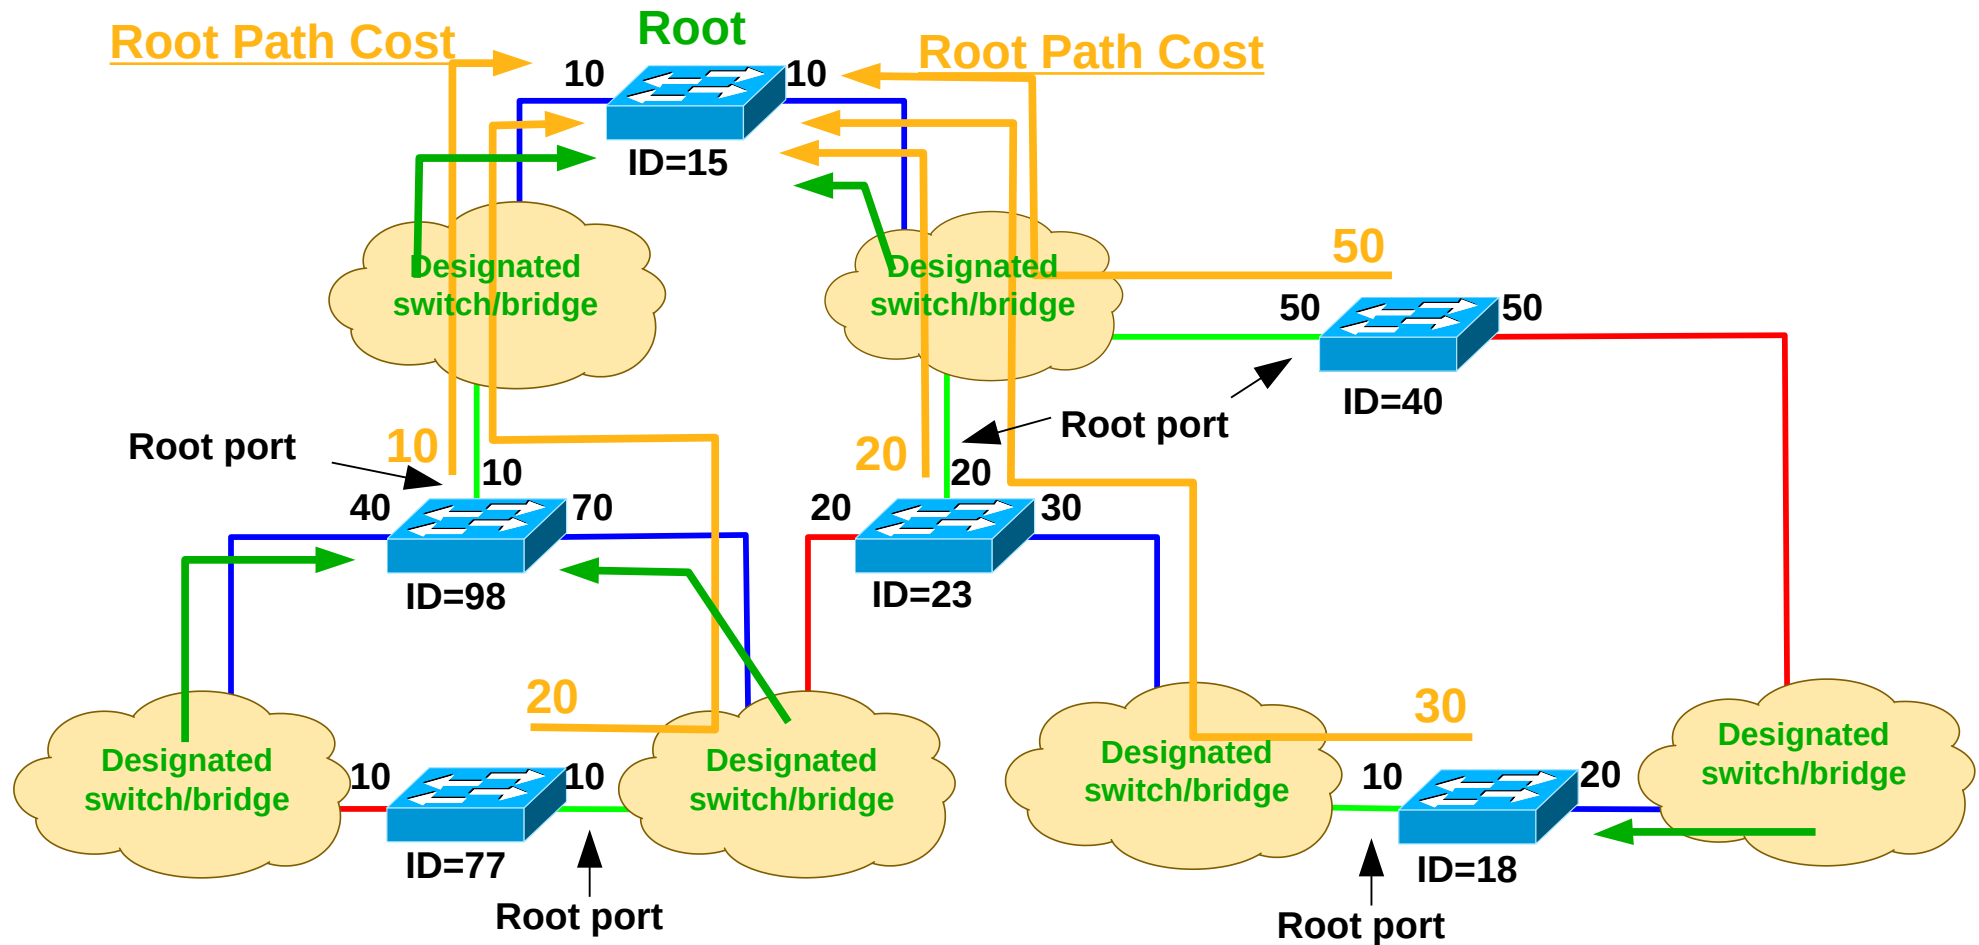 Root Path Cost
Root
Root Path Cost
10
10
ID=15
Designated
switch/bridge
Designated
switch/bridge
50
50
50
ID=40
Root port
Root port
10
10
40
70
ID=98
20
20
20
30
ID=23
Designated
switch/bridge
20
10
10
ID=77
Root port
Designated
switch/bridge
Designated
switch/bridge
30
10
20
ID=18
Root port
Designated
switch/bridge